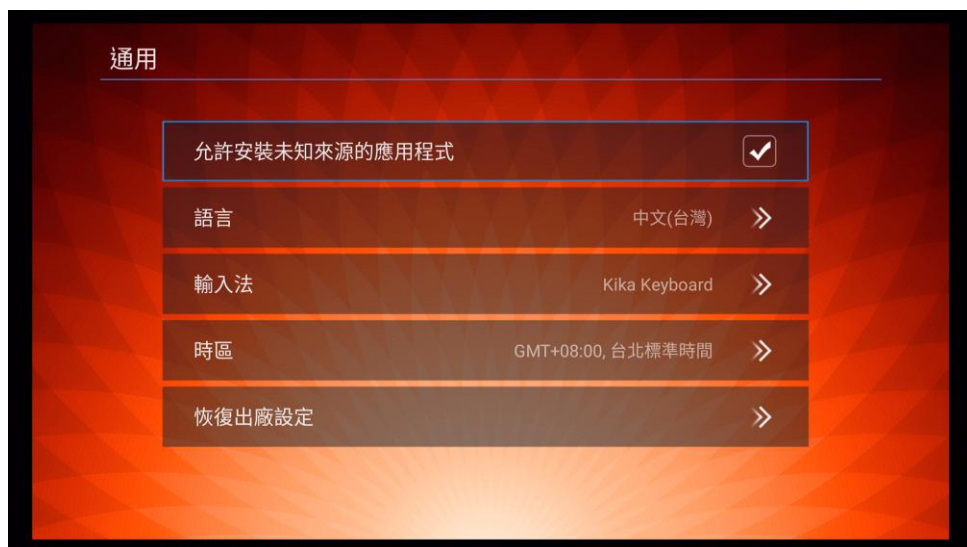 通用
允許安裝未知來源的應用程式
語言 中文(台灣)
輸入法 Kika Keyboard
時區 GMT+08:00, 台北標準時間
恢復出廠設定